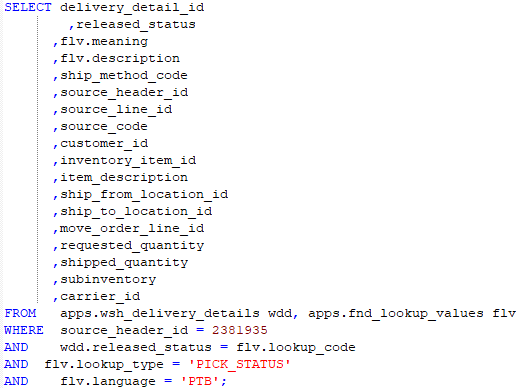 SELECT delivery_detail_id
,released_status
,flv.meaning
,flv.description
,ship_method_code
,source_header_id
,source_line_id
,source_code
,customer_id
,inventory_item_id
,item_description
,ship_from_location_id
,ship_to_location_id
,move_order_line_id
,requested_quantity
,shipped_quantity
,subinventory
,carrier_id
FROM apps.wsh_delivery_details wdd, apps.fnd_lookup_values flv
WHERE source_header_id = 2381935
AND wdd.released_status = flv.lookup_code
AND flv.lookup_type = 'PICK_STATUS'
AND flv.language = 'PTB';